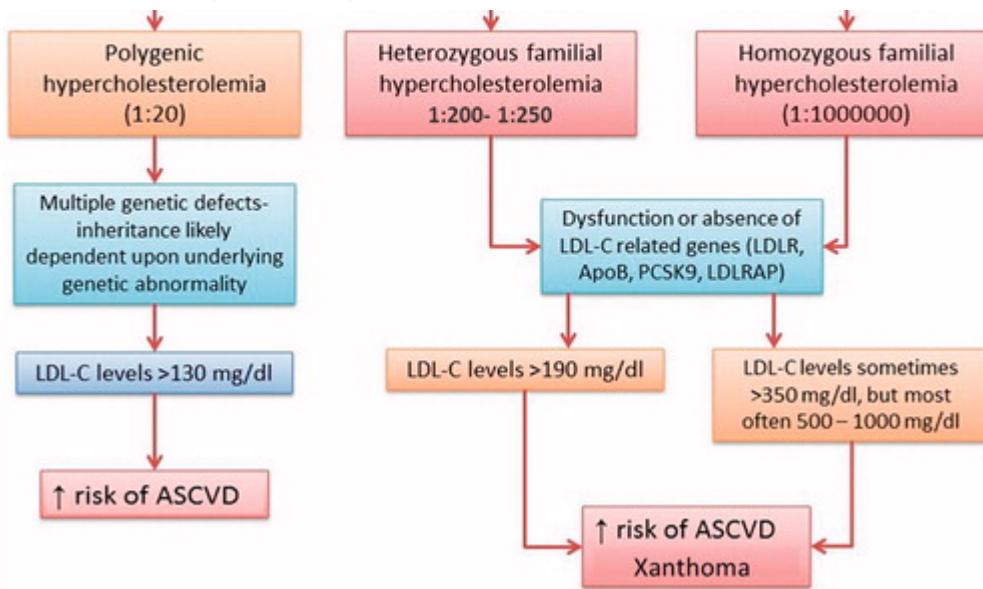 Polygenic
hypercholesterolemia
(1:20)
Heterozygous familial
hypercholesterolemia
1:200- 1:250
Homozygous familial
hypercholesterolemia
(1:1000000)
Multiple genetic defects-
inheritance likely
dependent upon underlying
genetic abnormality
Dysfunction or absence of
LDL-C related genes (LDLR,
ApoB, PCSK9, LDLRAP)
LDL-C levels >130 mg/dl
LDL-C levels >190 mg/dl
LDL-C levels sometimes
>350 mg/dl, but most
often 500 – 1000 mg/dl
↑ risk of ASCVD
↑ risk of ASCVD
Xanthoma